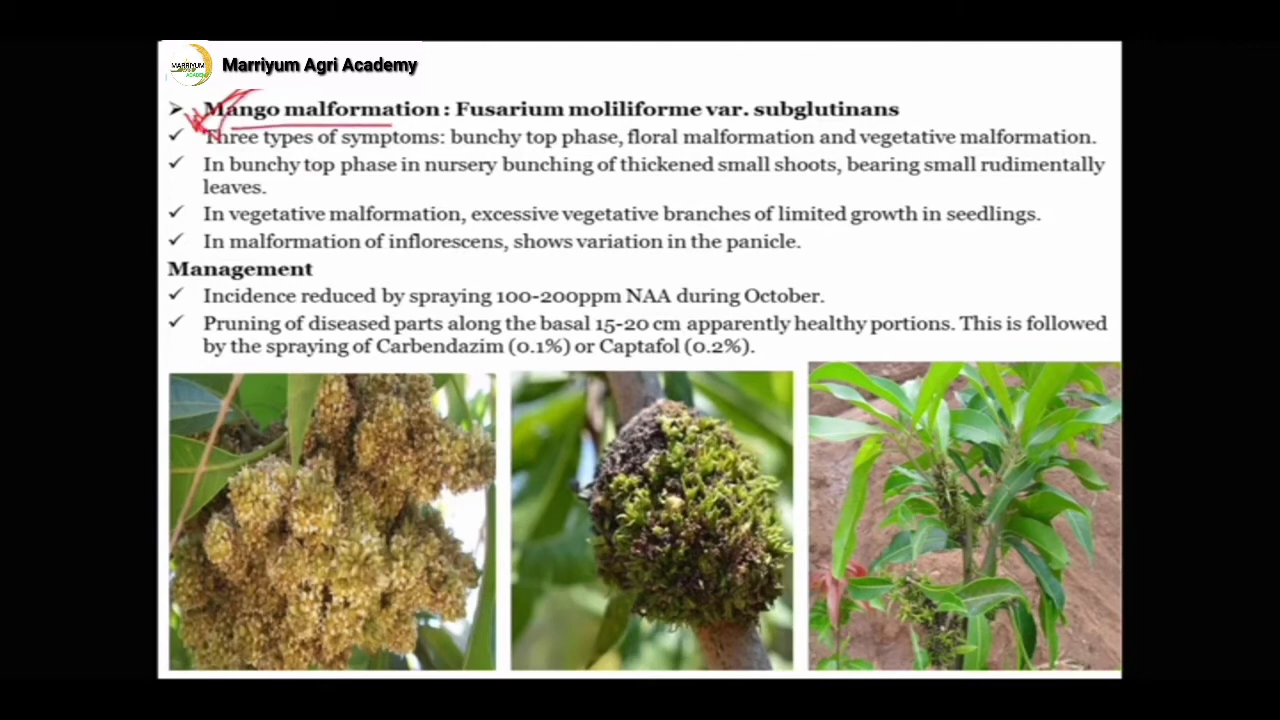 MARRIYUM
ACADEMY
Marriyum Agri Academy
➤ Mango malformation : Fusarium moliliforme var. subglutinans
✓ Three types of symptoms: bunchy top phase, floral malformation and vegetative malformation.
✓ In bunchy top phase in nursery bunching of thickened small shoots, bearing small rudimentally
leaves.
✓ In vegetative malformation, excessive vegetative branches of limited growth in seedlings.
✓ In malformation of inflorescens, shows variation in the panicle.
Management
✓ Incidence reduced by spraying 100-200ppm NAA during October.
✓ Pruning of diseased parts along the basal 15-20 cm apparently healthy portions. This is followed
by the spraying of Carbendazim (0.1%) or Captafol (0.2%).